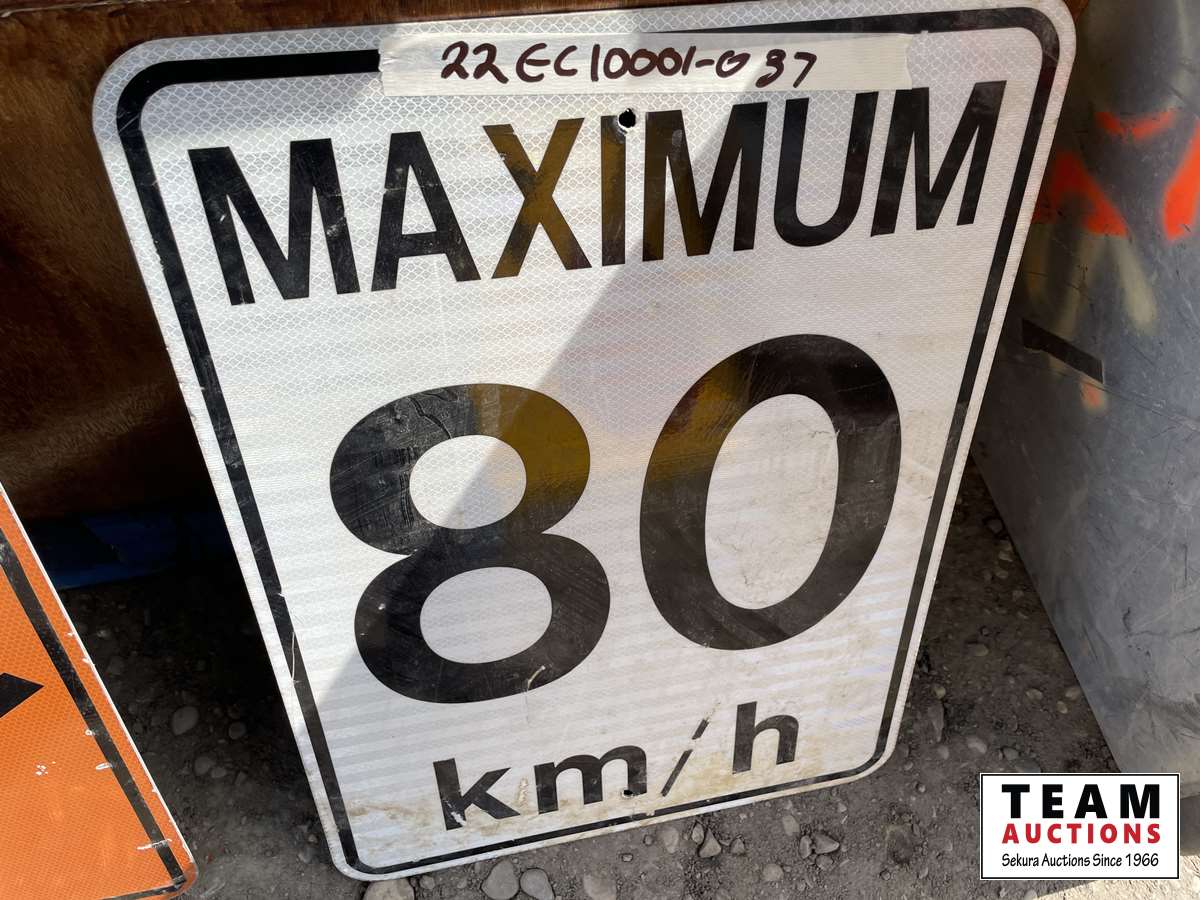 22EC10001-037
MAXIMUM
80
km/h
TEAM
AUCTIONS
Sekura Auctions Since 1966